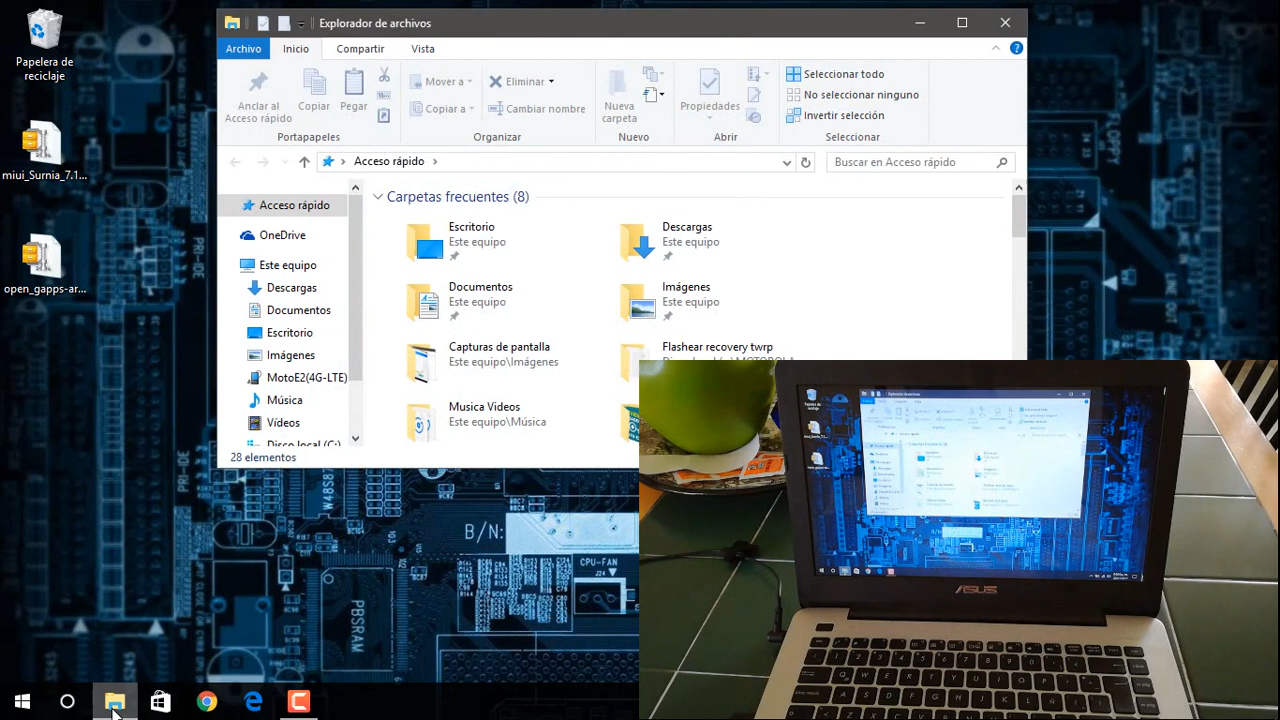 Papelera de
reciclaje
miui_Surnia_7.1...
open_gapps-ar...
Explorador de archivos
Archivo Inicio Compartir Vista
Anclar al
Acceso rápido
Copiar
Pegar
Portapapeles
Mover a
Copiar a
Eliminar
Cambiar nombre
Organizar
Nueva
carpeta
Nuevo
Propiedades
Abrir
Seleccionar todo
No seleccionar ninguno
Invertir selección
Seleccionar
Acceso rápido
Buscar en Acceso rápido
Acceso rápido
OneDrive
Este equipo
Descargas
Documentos
Escritorio
Imágenes
MotoE2(4G-LTE)
Música
Vídeos
Disco local (C:)
28 elementos
Carpetas frecuentes (8)
Escritorio
Este equipo
Descargas
Este equipo
Documentos
Este equipo
Imágenes
Este equipo
Capturas de pantalla
Este equipo\Imágenes
Flashear recovery twrp
Musica Videos
Este equipo\Música
PRI-IDE
B/N:
CPU-FAN
J24
PBSRAM
ASUS